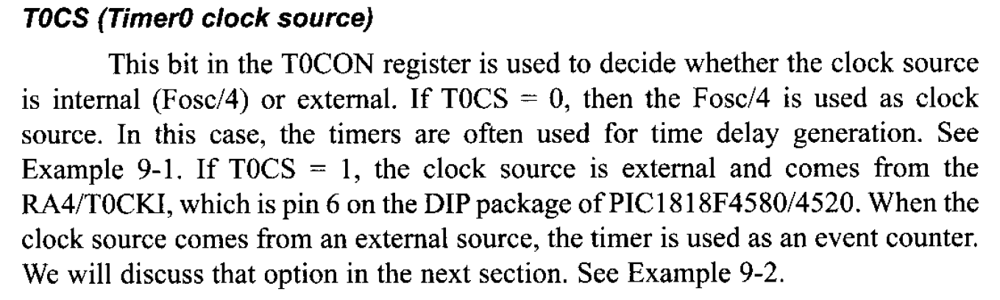 T0CS (Timer0 clock source)
This bit in the T0CON register is used to decide whether the clock source
is internal (Fosc/4) or external. If T0CS = 0, then the Fosc/4 is used as clock
source. In this case, the timers are often used for time delay generation. See
Example 9-1. If T0CS = 1, the clock source is external and comes from the
RA4/T0CKI, which is pin 6 on the DIP package of PIC1818F4580/4520. When the
clock source comes from an external source, the timer is used as an event counter.
We will discuss that option in the next section. See Example 9-2.